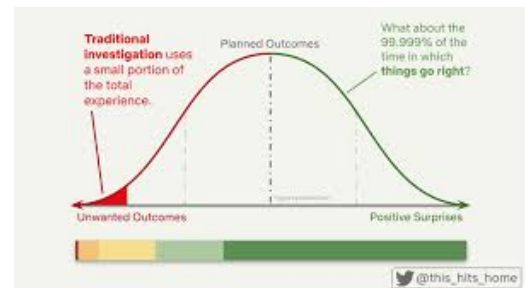 Traditional
investigation uses
a small portion of
the total
experience.
Planned Outcomes
What about the
99.999% of the
time in which
things go right?
Unwanted Outcomes
Positive Surprises
@this_hits_home